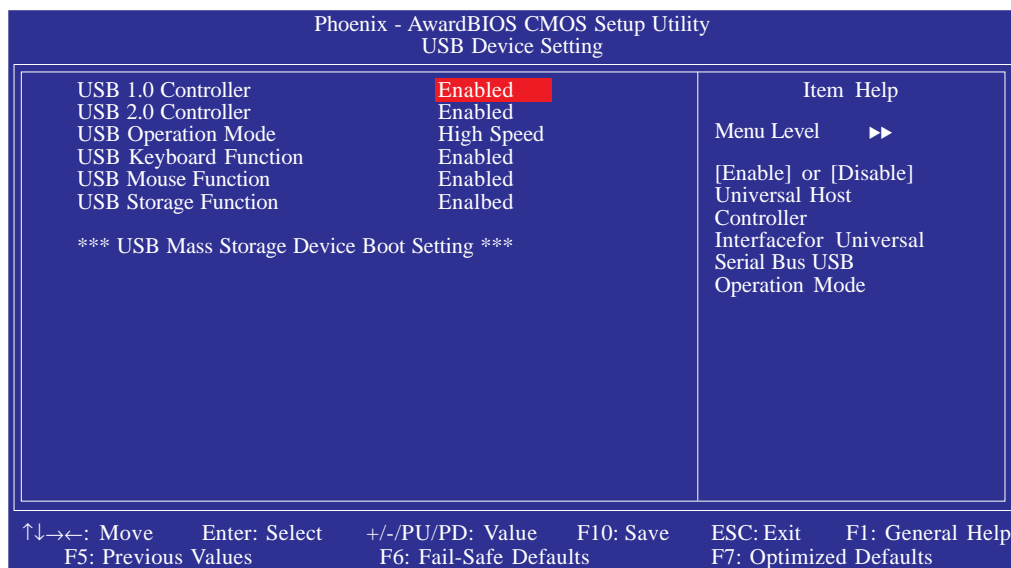 Phoenix - AwardBIOS CMOS Setup Utility
USB Device Setting
USB 1.0 Controller Enabled
USB 2.0 Controller Enabled
USB Operation Mode High Speed
USB Keyboard Function Enabled
USB Mouse Function Enabled
USB Storage Function Enalbed
*** USB Mass Storage Device Boot Setting ***
Item Help
Menu Level ▶▶
[Enable] or [Disable]
Universal Host
Controller
Interfacefor Universal
Serial Bus USB
Operation Mode
↑↓→←: Move Enter: Select +/-/PU/PD: Value F10: Save ESC: Exit F1: General Help
F5: Previous Values F6: Fail-Safe Defaults F7: Optimized Defaults